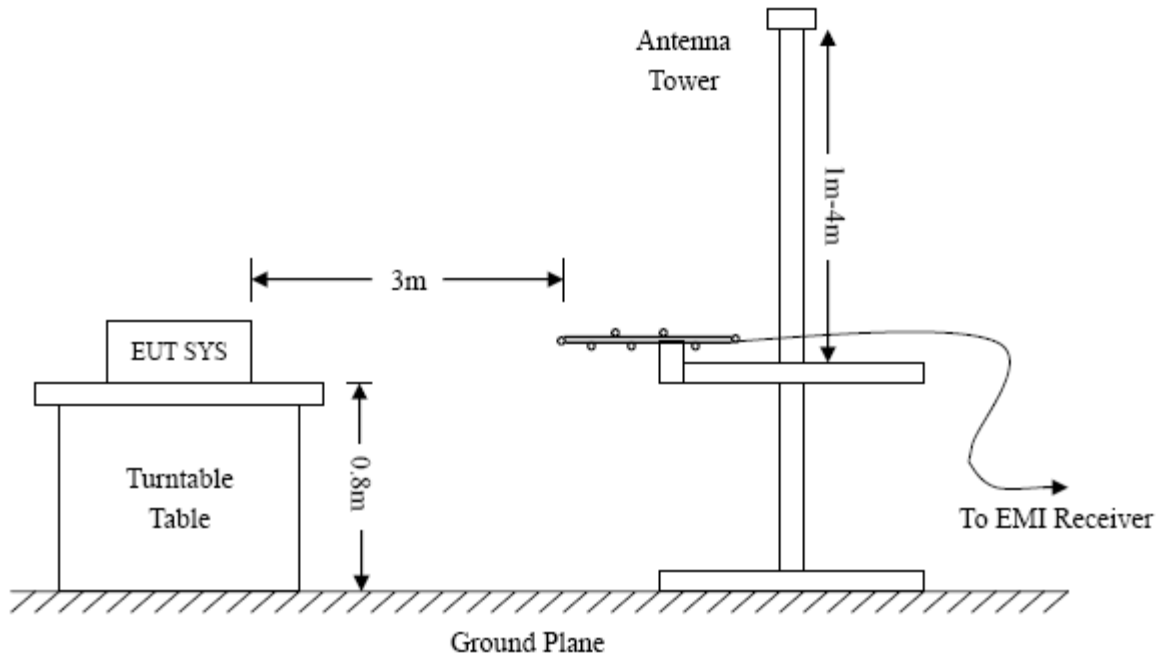 Antenna
Tower
1m-4m
3m
EUT SYS
Turntable
Table
0.8m
To EMI Receiver
Ground Plane